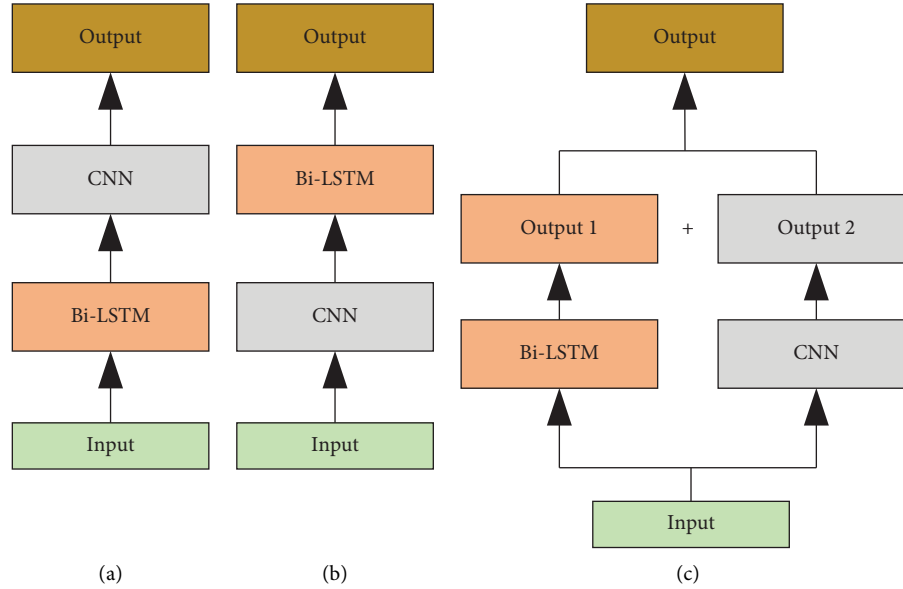 Output
CNN
Bi-LSTM
Input
(a)
Output
Bi-LSTM
CNN
Input
(b)
Output
Output 1 + Output 2
Bi-LSTM CNN
Input
(c)